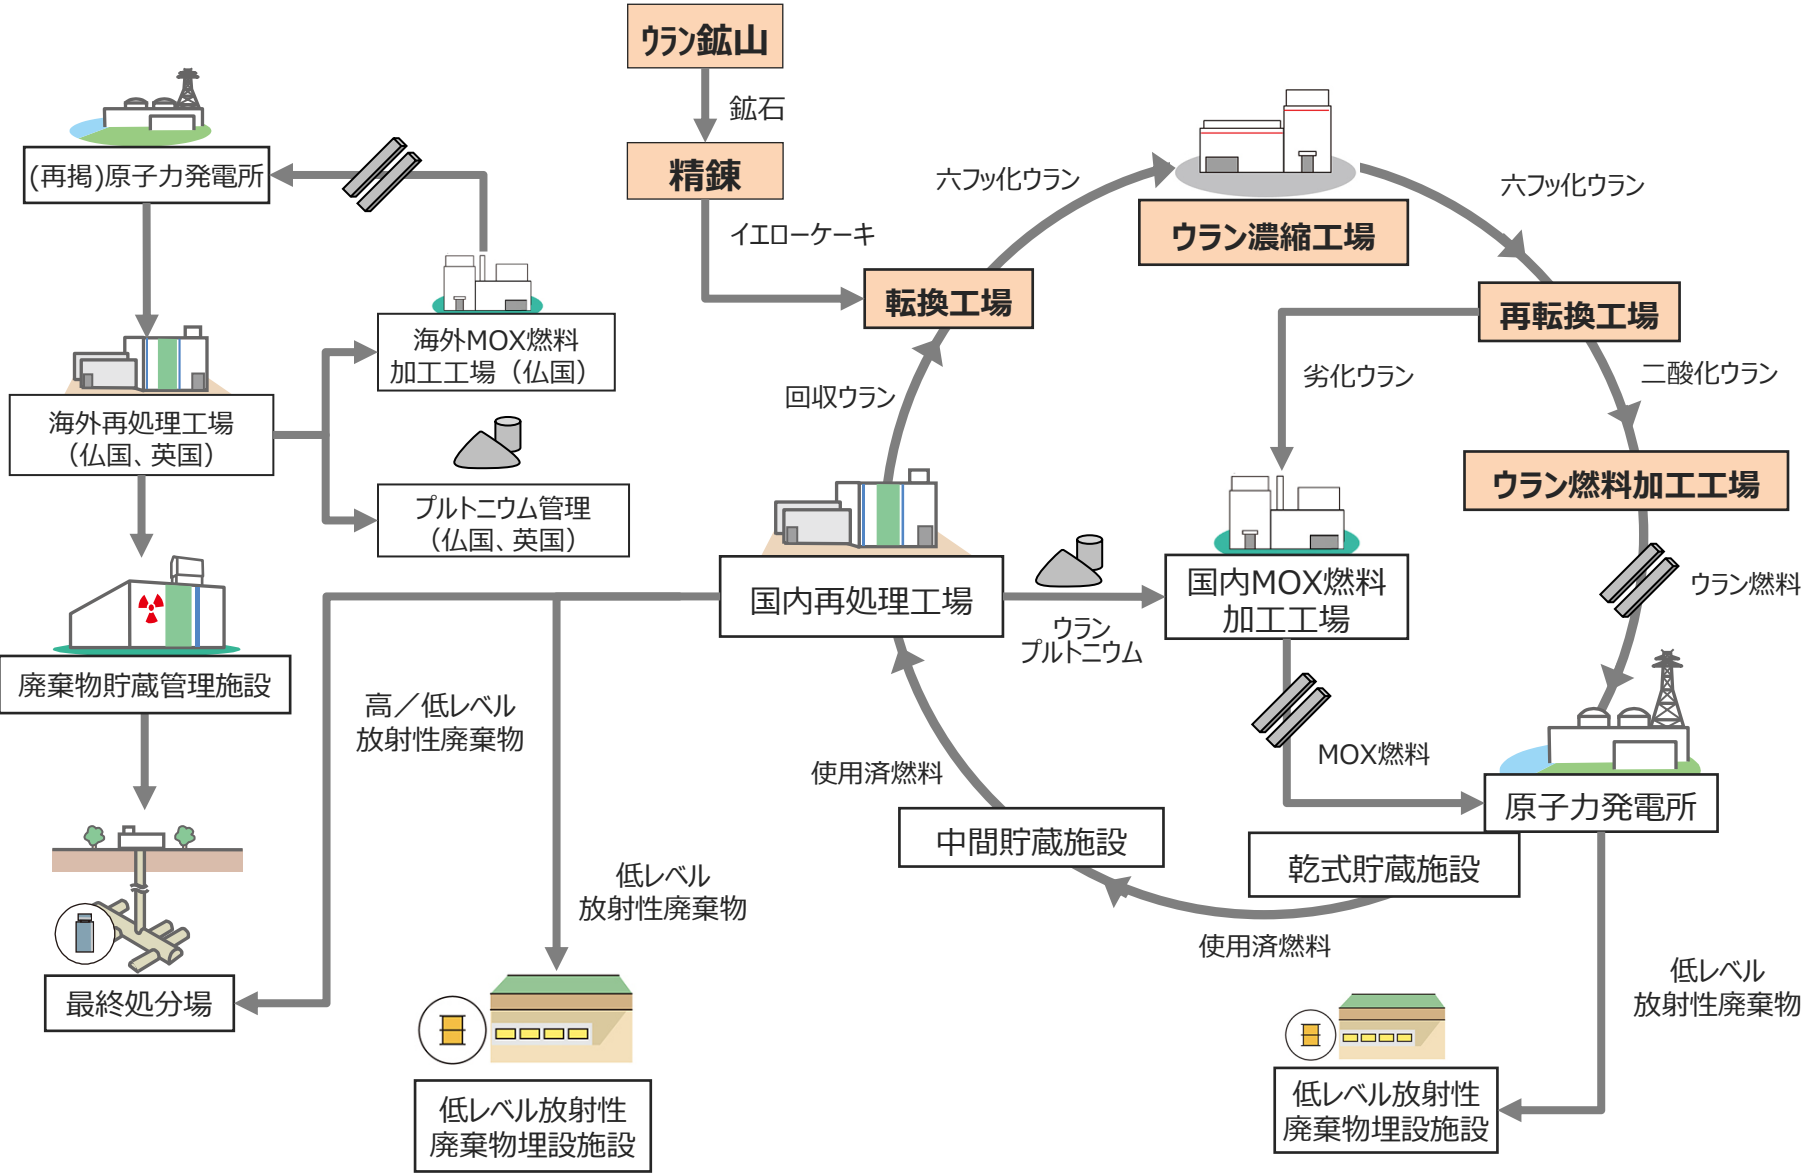 ウラン鉱山
鉱石
精錬
イエローケーキ
転換工場
六フッ化ウラン
ウラン濃縮工場
六フッ化ウラン
再転換工場
劣化ウラン
二酸化ウラン
ウラン燃料加工工場
ウラン燃料
回収ウラン
国内再処理工場
ウラン
プルトニウム
国内MOX燃料
加工工場
MOX燃料
原子力発電所
乾式貯蔵施設
使用済燃料
中間貯蔵施設
使用済燃料
低レベル
放射性廃棄物
低レベル放射性
廃棄物埋設施設
(再掲)原子力発電所
海外MOX燃料
加工工場（仏国）
海外再処理工場
（仏国、英国）
プルトニウム管理
（仏国、英国）
廃棄物貯蔵管理施設
高／低レベル
放射性廃棄物
最終処分場
低レベル
放射性廃棄物
低レベル放射性
廃棄物埋設施設